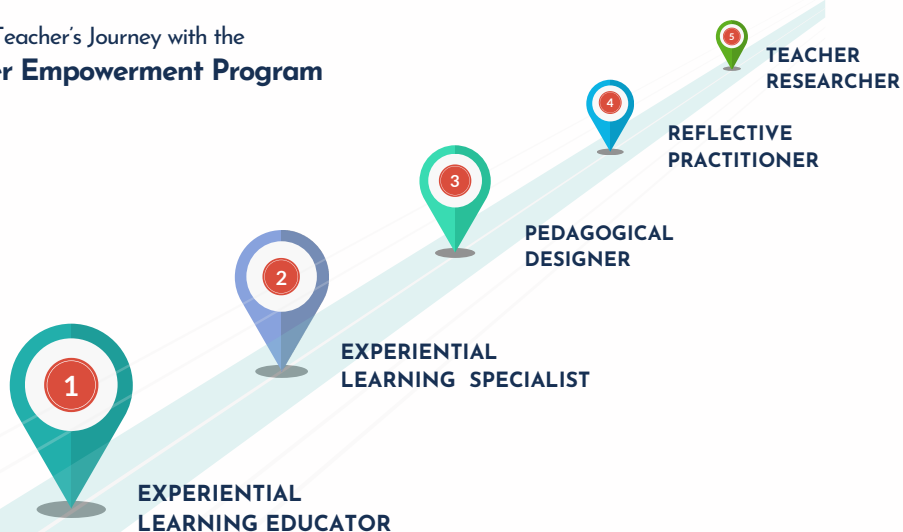 Teacher's Journey with the
er Empowerment Program
5
TEACHER
RESEARCHER
4
REFLECTIVE
PRACTITIONER
3
PEDAGOGICAL
DESIGNER
2
EXPERIENTIAL
LEARNING SPECIALIST
1
EXPERIENTIAL
LEARNING EDUCATOR